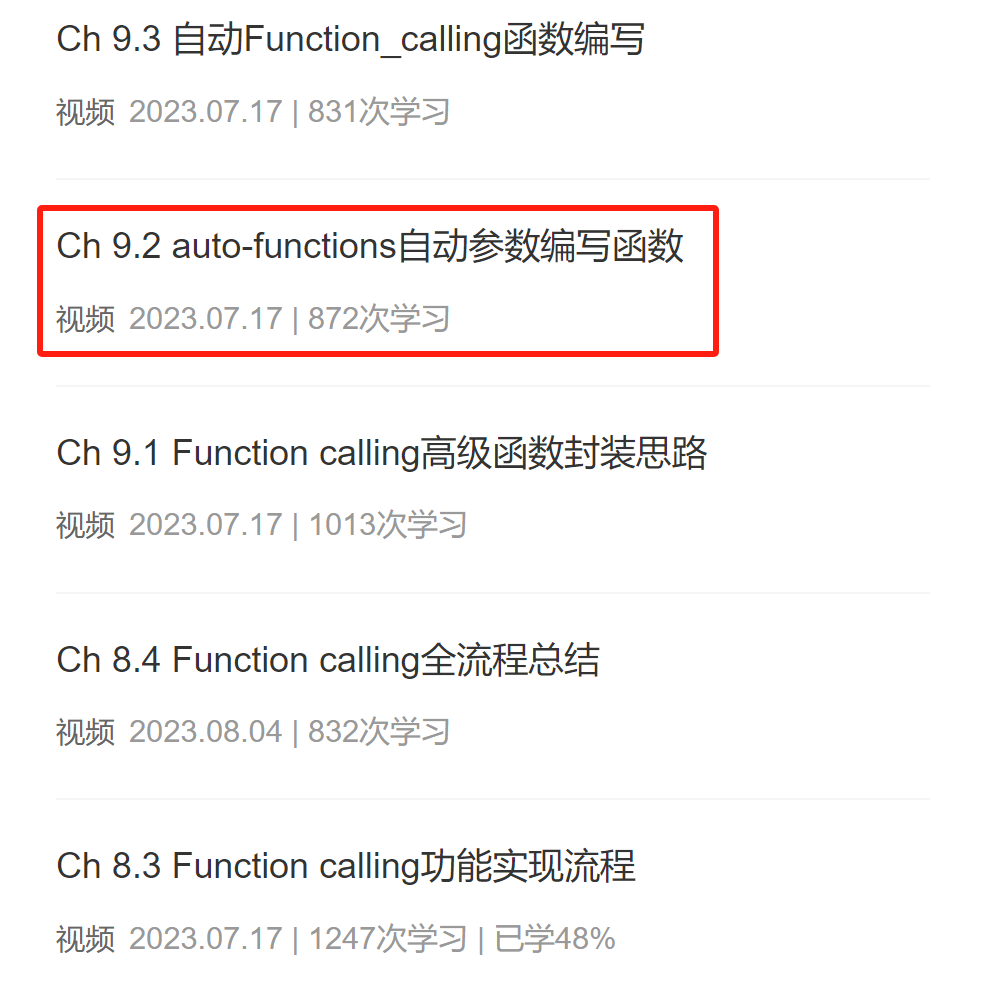 Ch 9.3 自动Function_calling函数编写
视频 2023.07.17 | 831次学习
Ch 9.2 auto-functions自动参数编写函数
视频 2023.07.17 | 872次学习
Ch 9.1 Function calling高级函数封装思路
视频 2023.07.17 | 1013次学习
Ch 8.4 Function calling全流程总结
视频 2023.08.04 | 832次学习
Ch 8.3 Function calling功能实现流程
视频 2023.07.17 | 1247次学习 | 已学48%